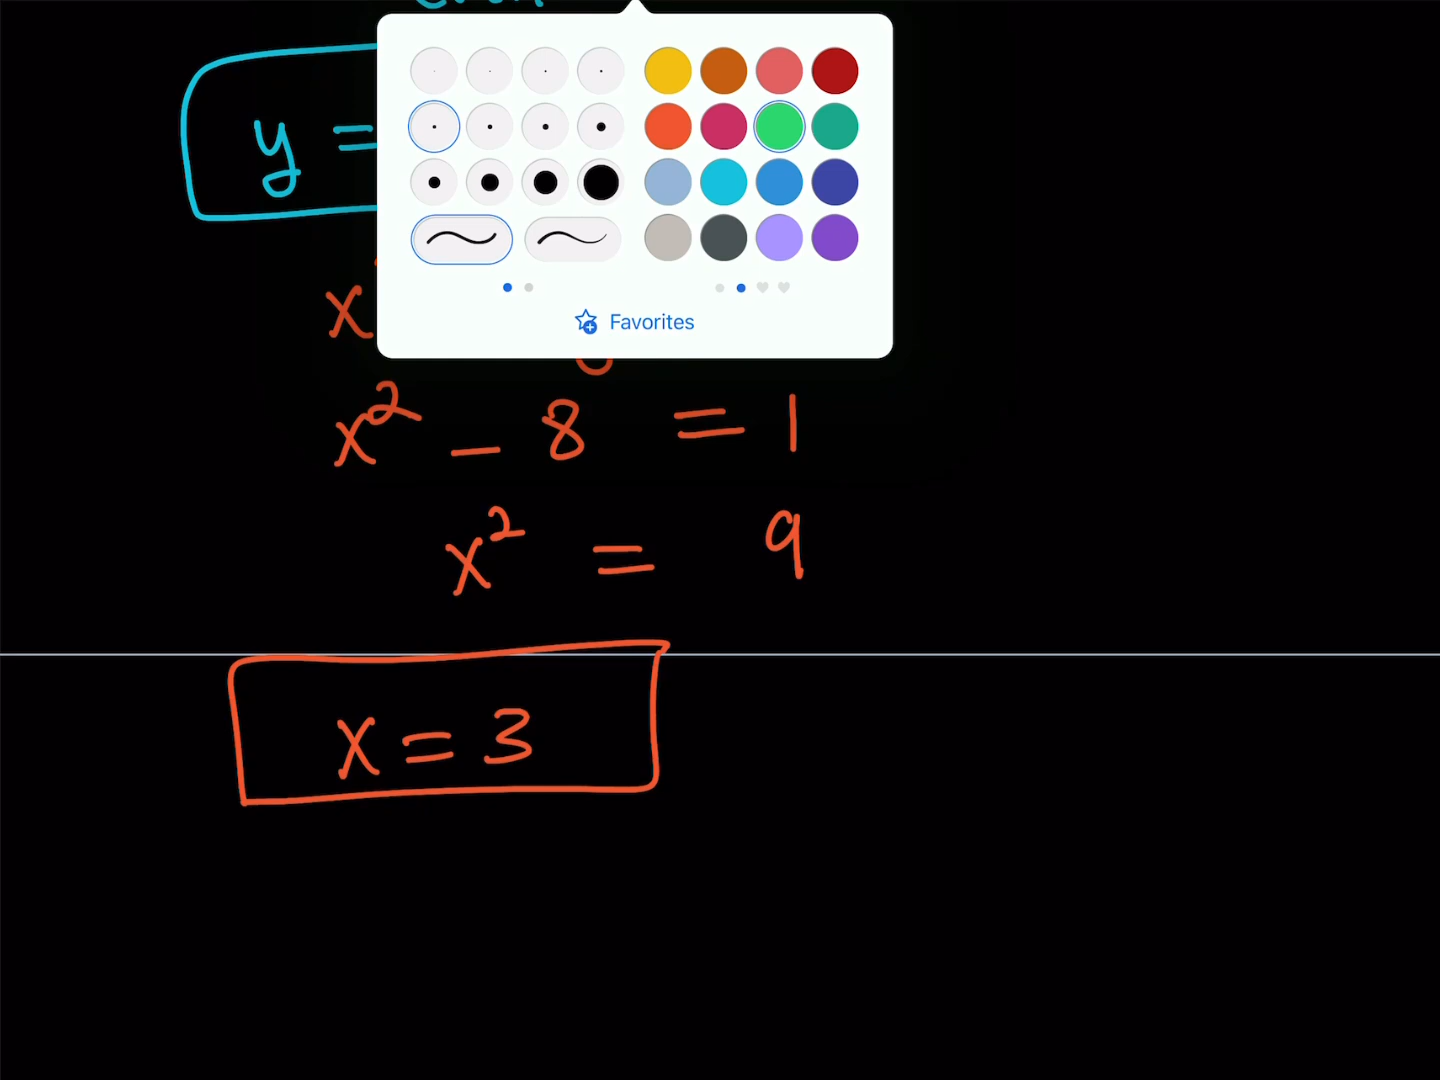 y =
Favorites
x
x² - 8 = 1
x² = 9
x = 3